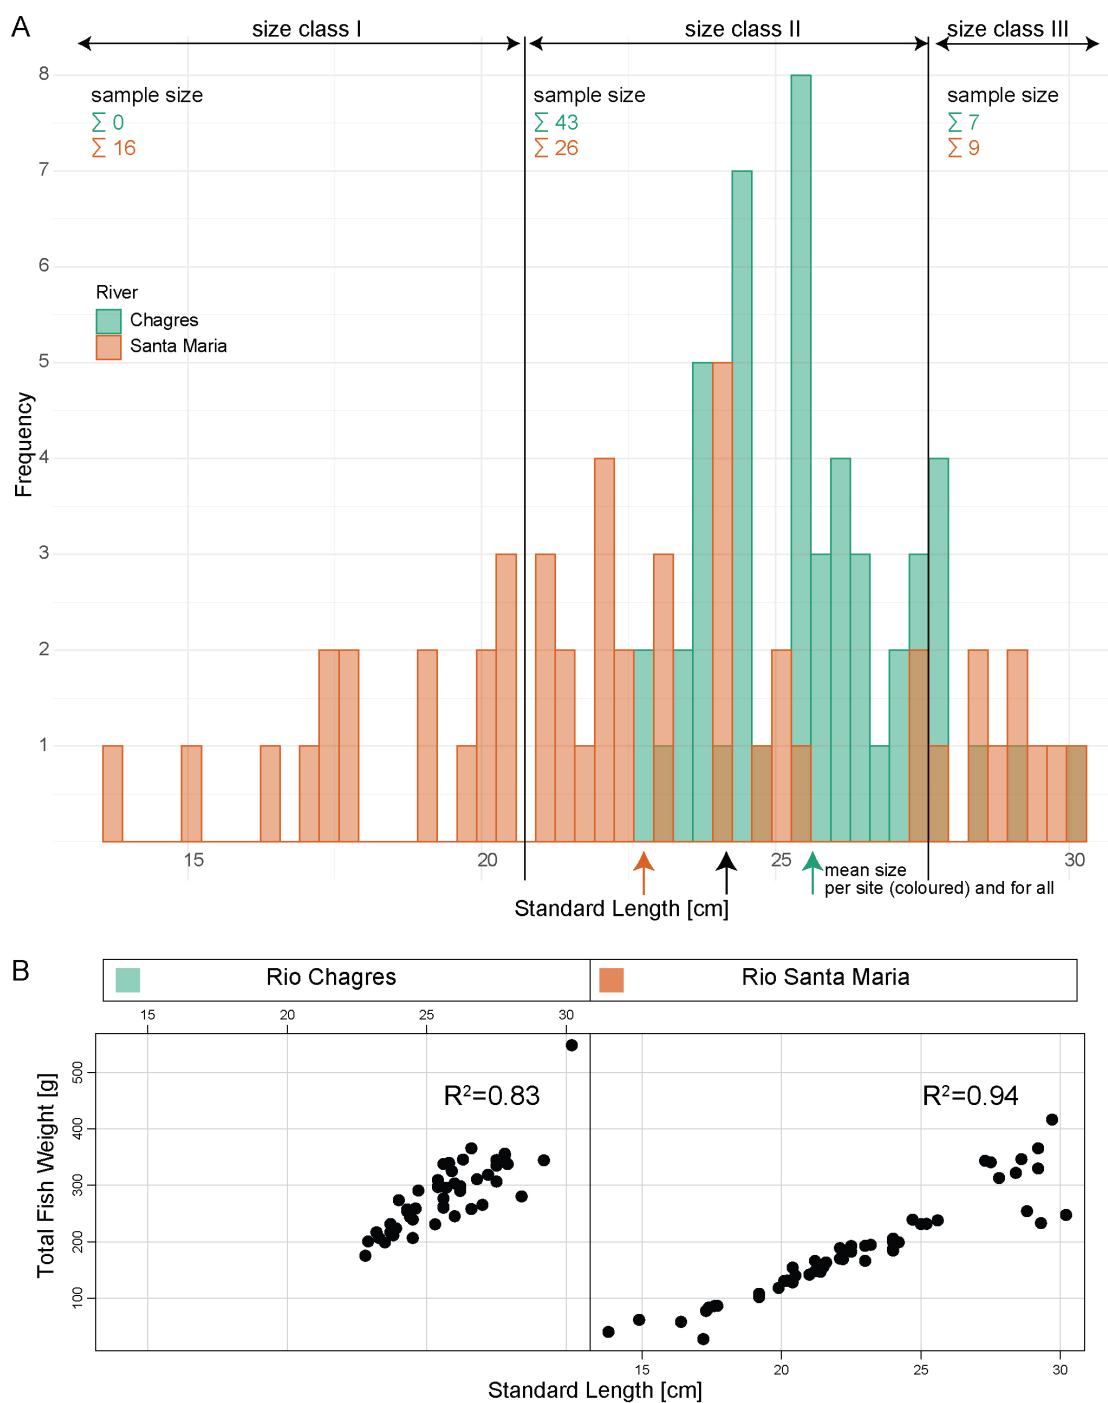 A
size class I
size class II
size class III
8
sample size
∑ 0
∑ 16
sample size
∑ 43
∑ 26
sample size
∑ 7
∑ 9
7
6
River
Chagres
Santa Maria
5
4
3
2
1
Frequency
15
20
25
30
mean size
per site (coloured) and for all
Standard Length [cm]
B
Rio Chagres
Rio Santa Maria
15
20
25
30
500
400
300
200
100
Total Fish Weight [g]
R²=0.83
R²=0.94
15
20
25
30
Standard Length [cm]